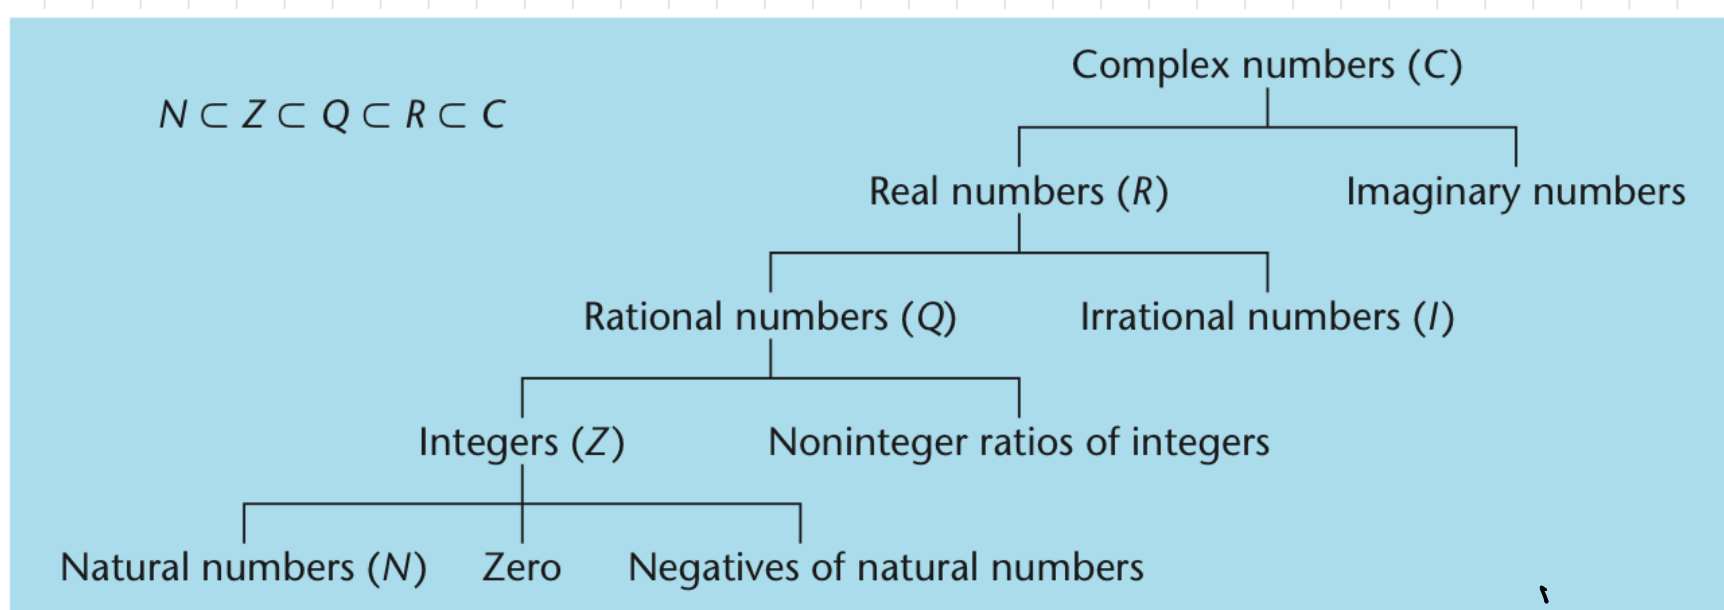 Complex numbers (C)
N ⊂ Z ⊂ Q ⊂ R ⊂ C
Real numbers (R)
Imaginary numbers
Rational numbers (Q)
Irrational numbers (I)
Integers (Z)
Noninteger ratios of integers
Natural numbers (N)
Zero
Negatives of natural numbers